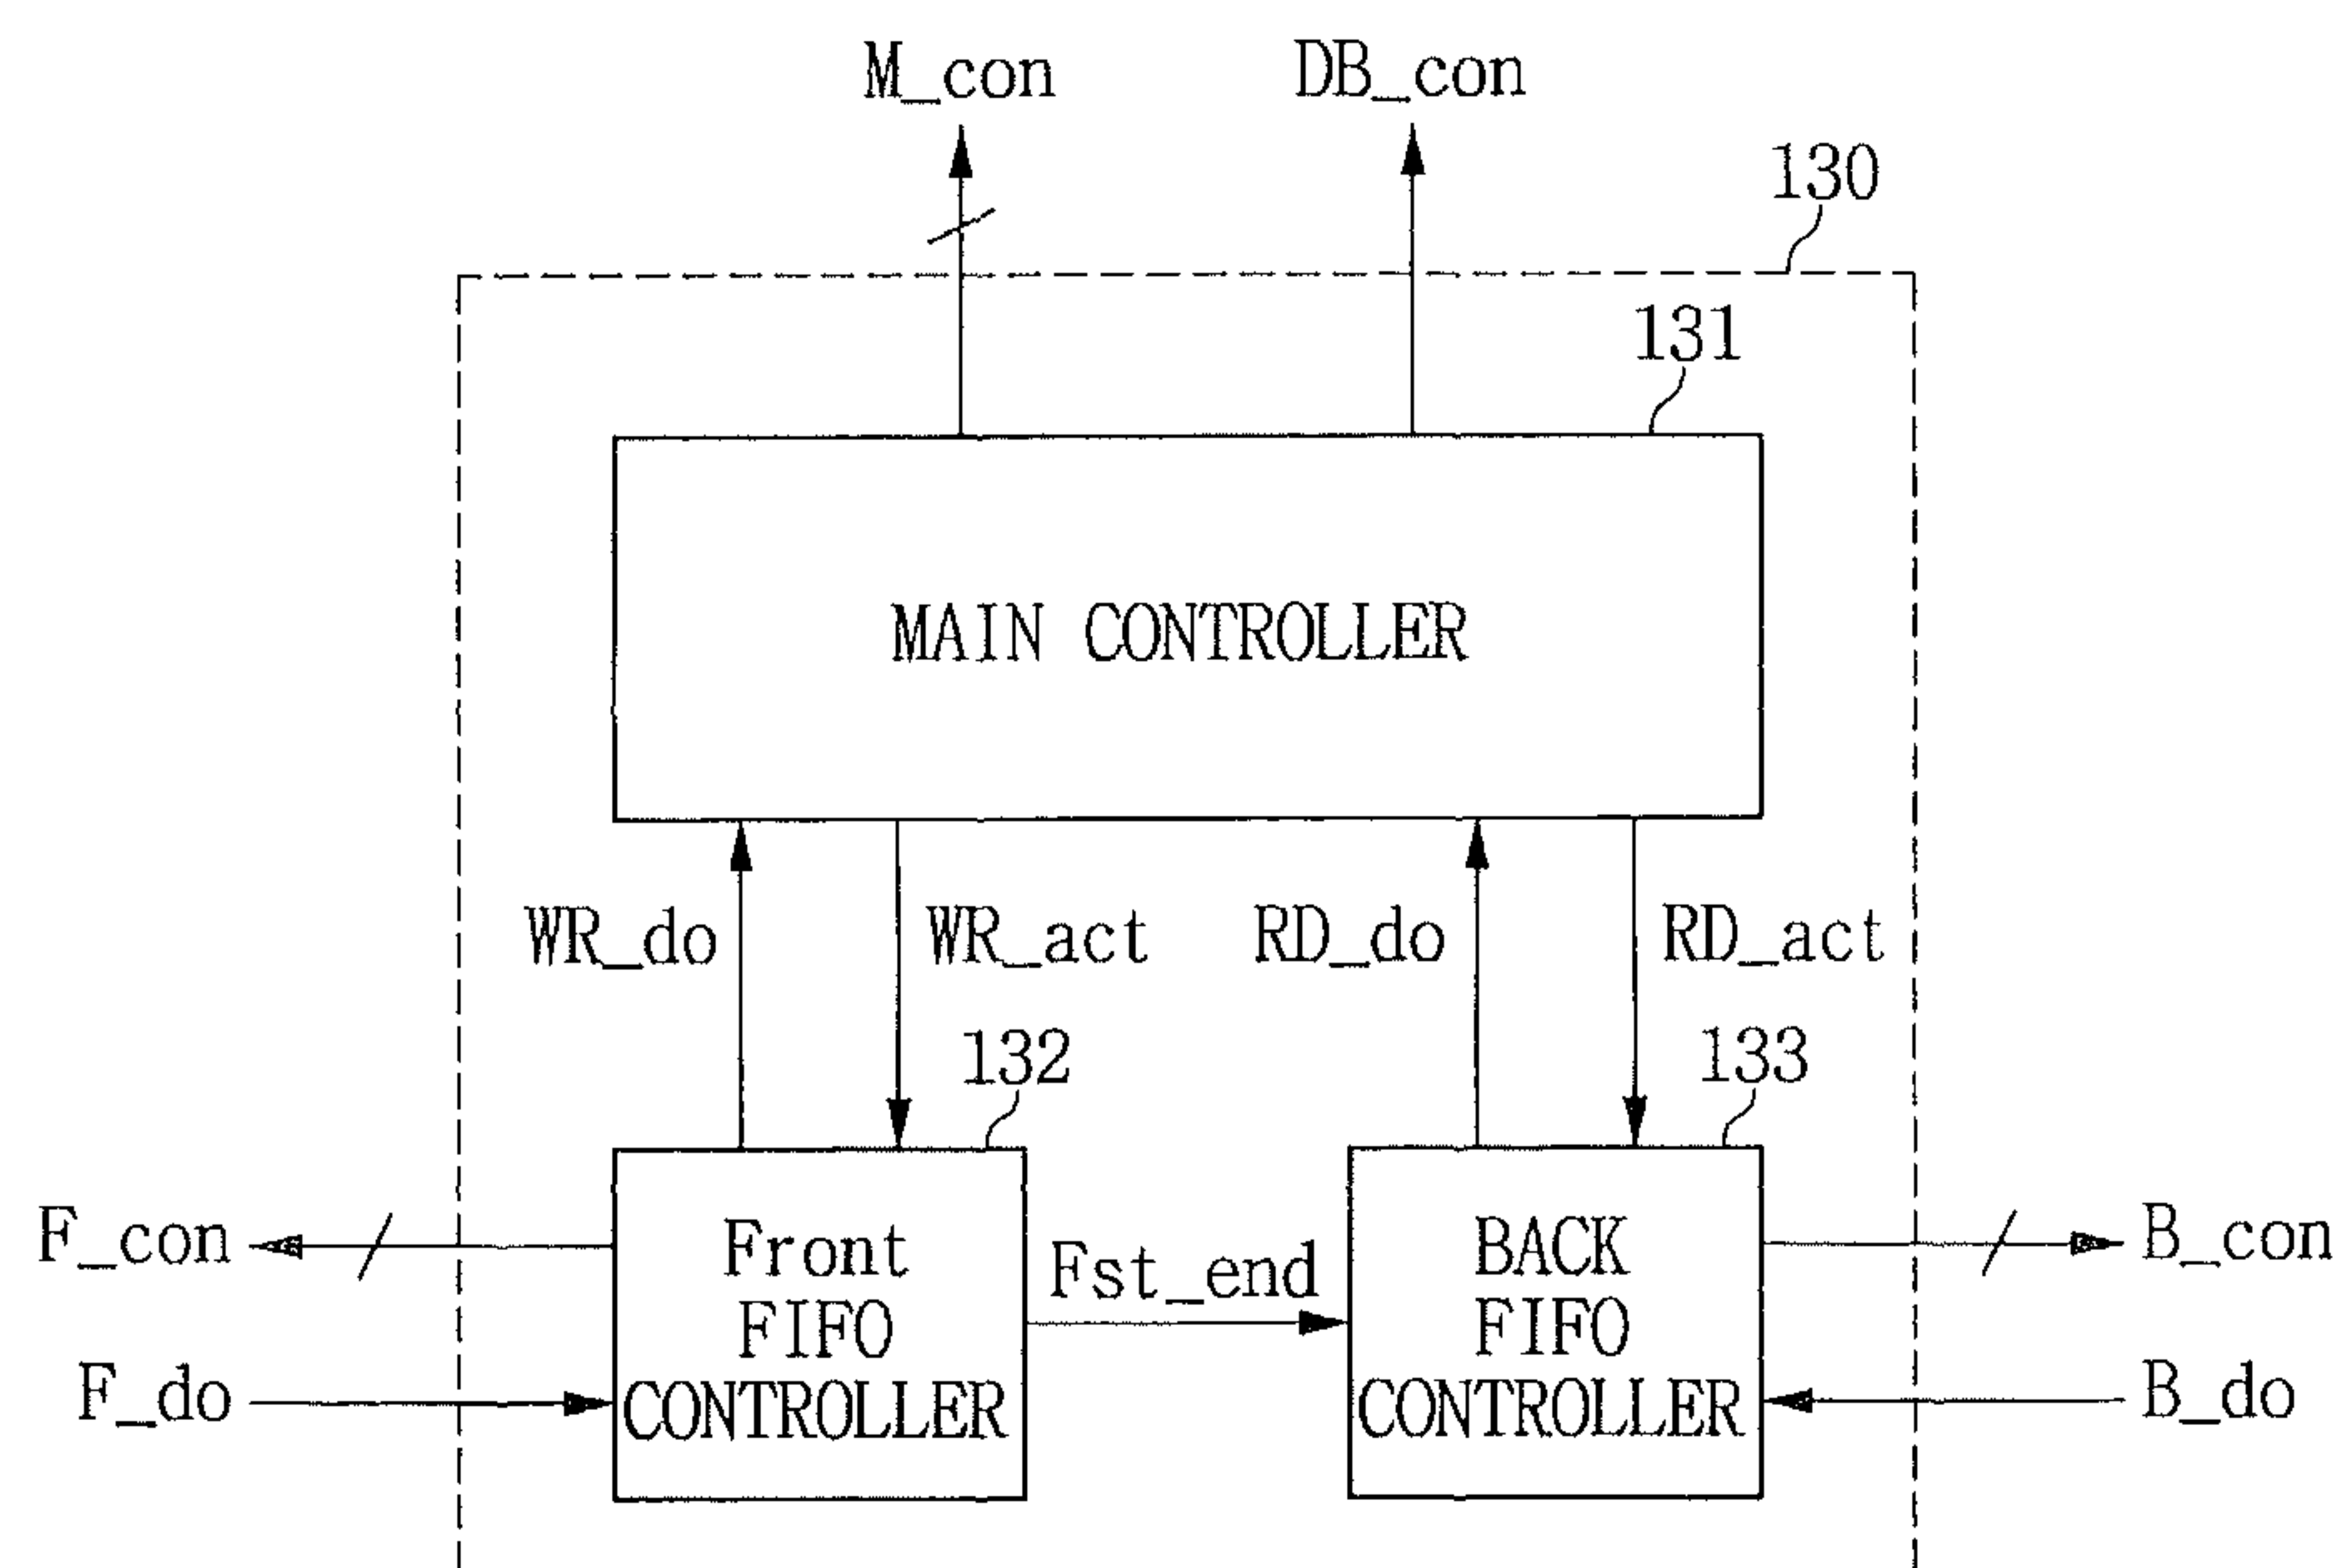 M_con
DB_con
130
131
MAIN CONTROLLER
WR_do
WR_act
RD_do
RD_act
132
133
F_con
Front
FIFO
CONTROLLER
Fst_end
BACK
FIFO
CONTROLLER
B_con
F_do
B_do